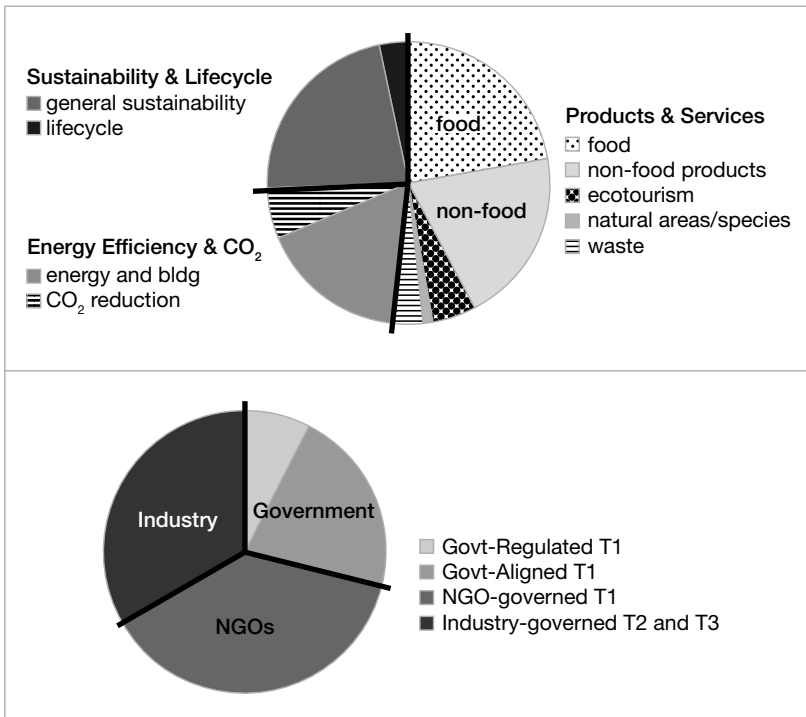 Sustainability & Lifecycle
general sustainability
lifecycle
Energy Efficiency & CO₂
energy and bldg
CO₂ reduction
food
non-food
Products & Services
food
non-food products
ecotourism
natural areas/species
waste
Industry
Government
NGOs
Govt-Regulated T1
Govt-Aligned T1
NGO-governed T1
Industry-governed T2 and T3